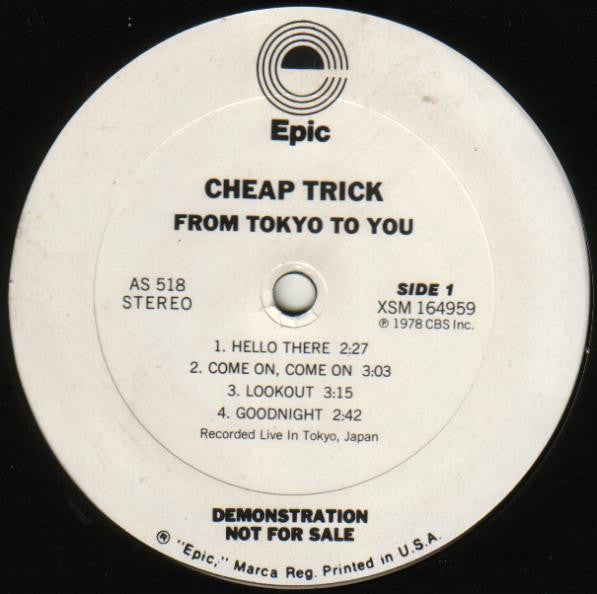 Epic
CHEAP TRICK
FROM TOKYO TO YOU
AS 518
STEREO
SIDE 1
XSM 164959
℗ 1978 CBS Inc.
1. HELLO THERE 2:27
2. COME ON, COME ON 3:03
3. LOOKOUT 3:15
4. GOODNIGHT 2:42
Recorded Live In Tokyo, Japan
DEMONSTRATION
NOT FOR SALE
® "Epic," Marca Reg. Printed in U.S.A.